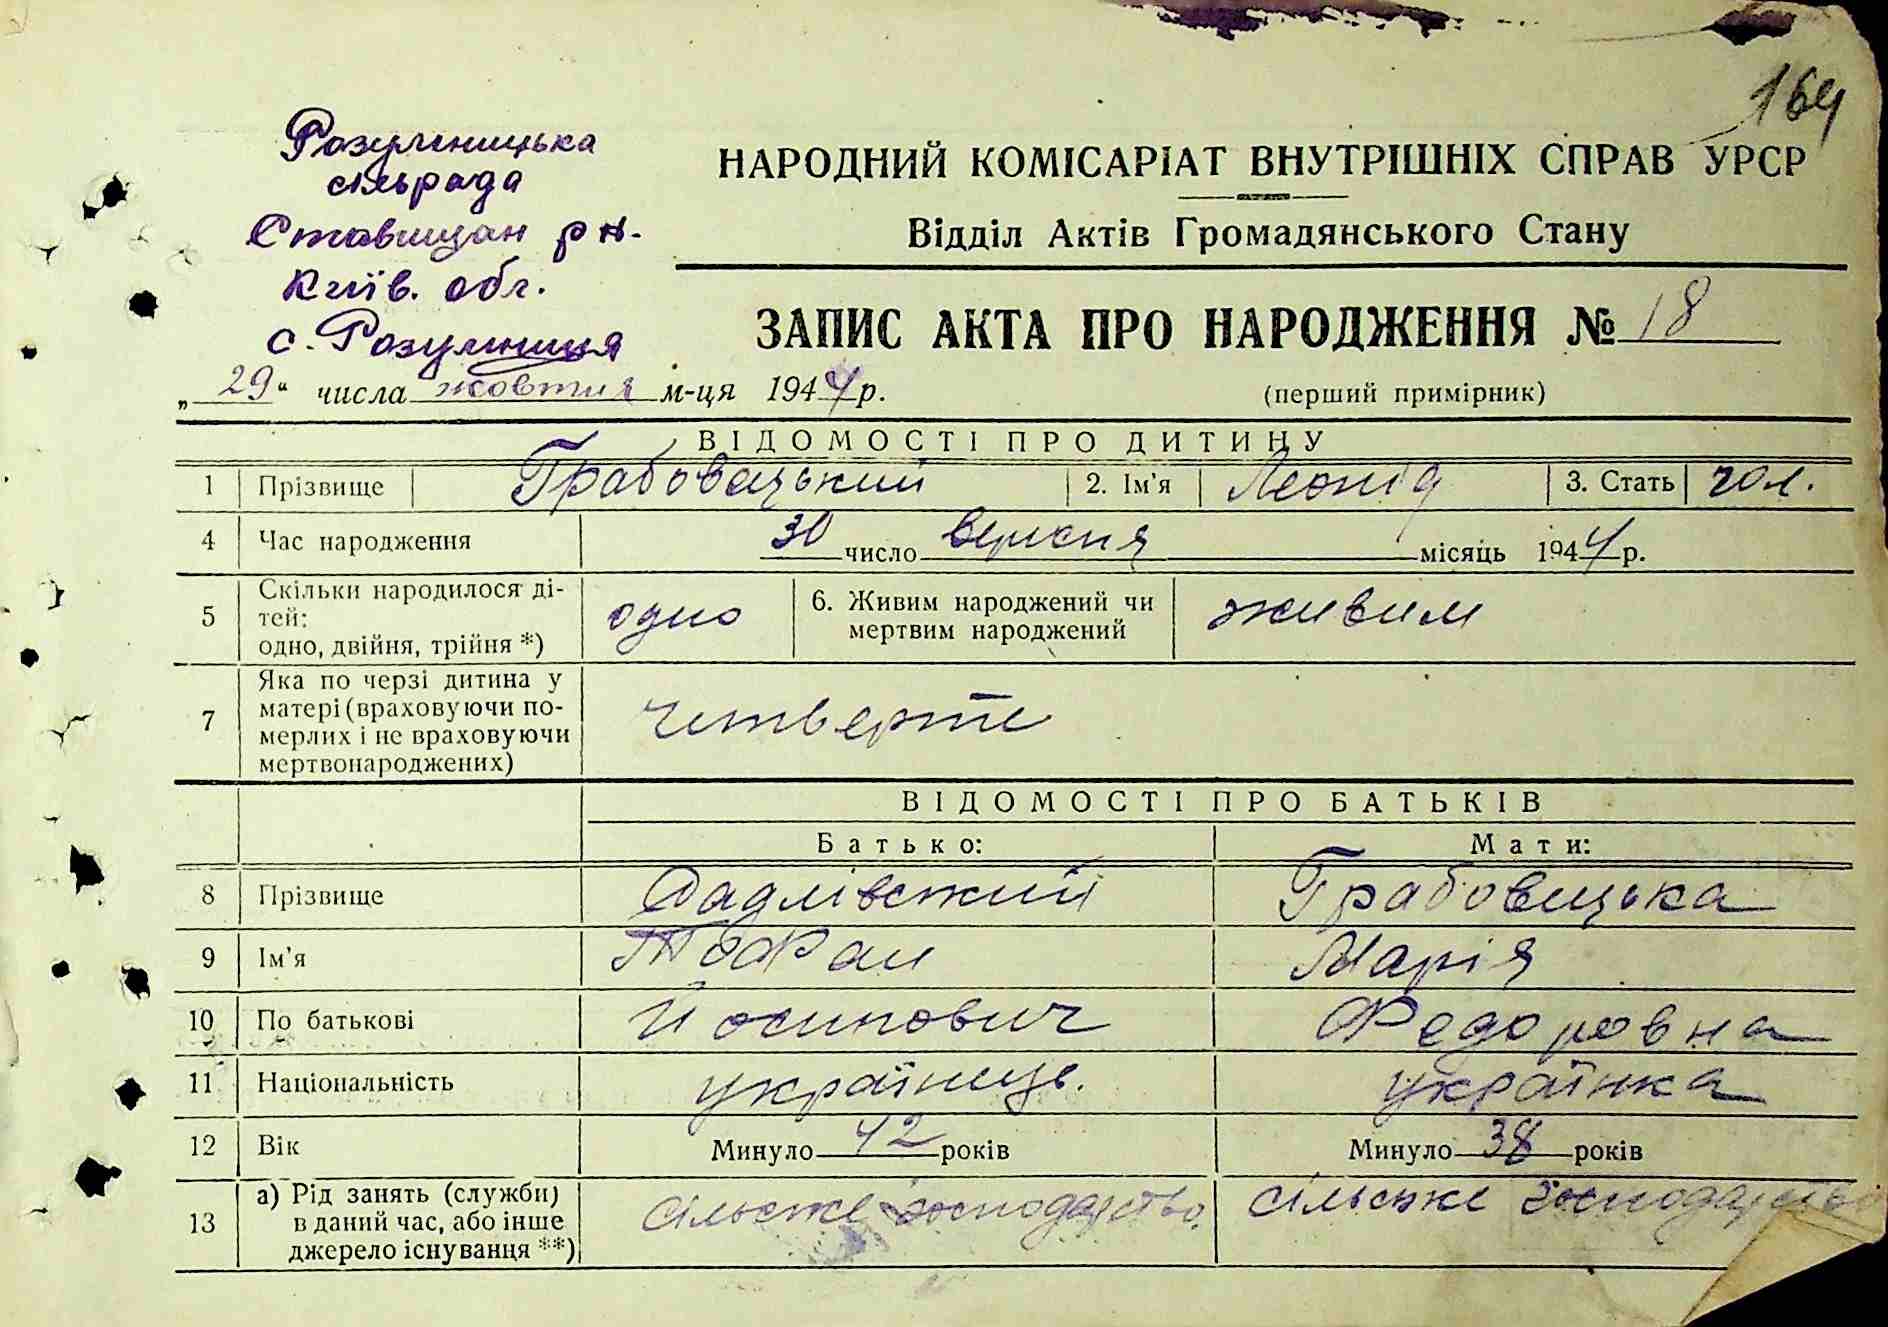 164
Розумницька
сільрада
Ставищан р н.
Київ. обл.
с. Розумниця
НАРОДНИЙ КОМІСАРІАТ ВНУТРІШНІХ СПРАВ УРСР
Відділ Актів Громадянського Стану
ЗАПИС АКТА ПРО НАРОДЖЕННЯ № 18
„29“ числа жовтня м-ця 1944 р.
(перший примірник)
ВІДОМОСТІ ПРО ДИТИНУ
1 Прізвище Грабовецький 2. Ім'я Леонід 3. Стать чол.
4 Час народження 30 число вересня місяць 1944 р.
5 Скільки народилося ді-
тей:
одно, двійня, трійня *) одно 6. Живим народжений чи
мертвим народжений живим
7 Яка по черзі дитина у
матері (враховуючи по-
мерлих і не враховуючи
мертвонароджених) четверте
ВІДОМОСТІ ПРО БАТЬКІВ
Батько: Мати:
8 Прізвище Грабовицька
9 Ім'я Марія
10 По батькові Йосипович Федоровна
11 Національність українець. українка
12 Вік Минуло 42 років Минуло 38 років
13 а) Рід занять (служби)
в даний час, або інше
джерело існування **) сільське господарство. сільське господарство